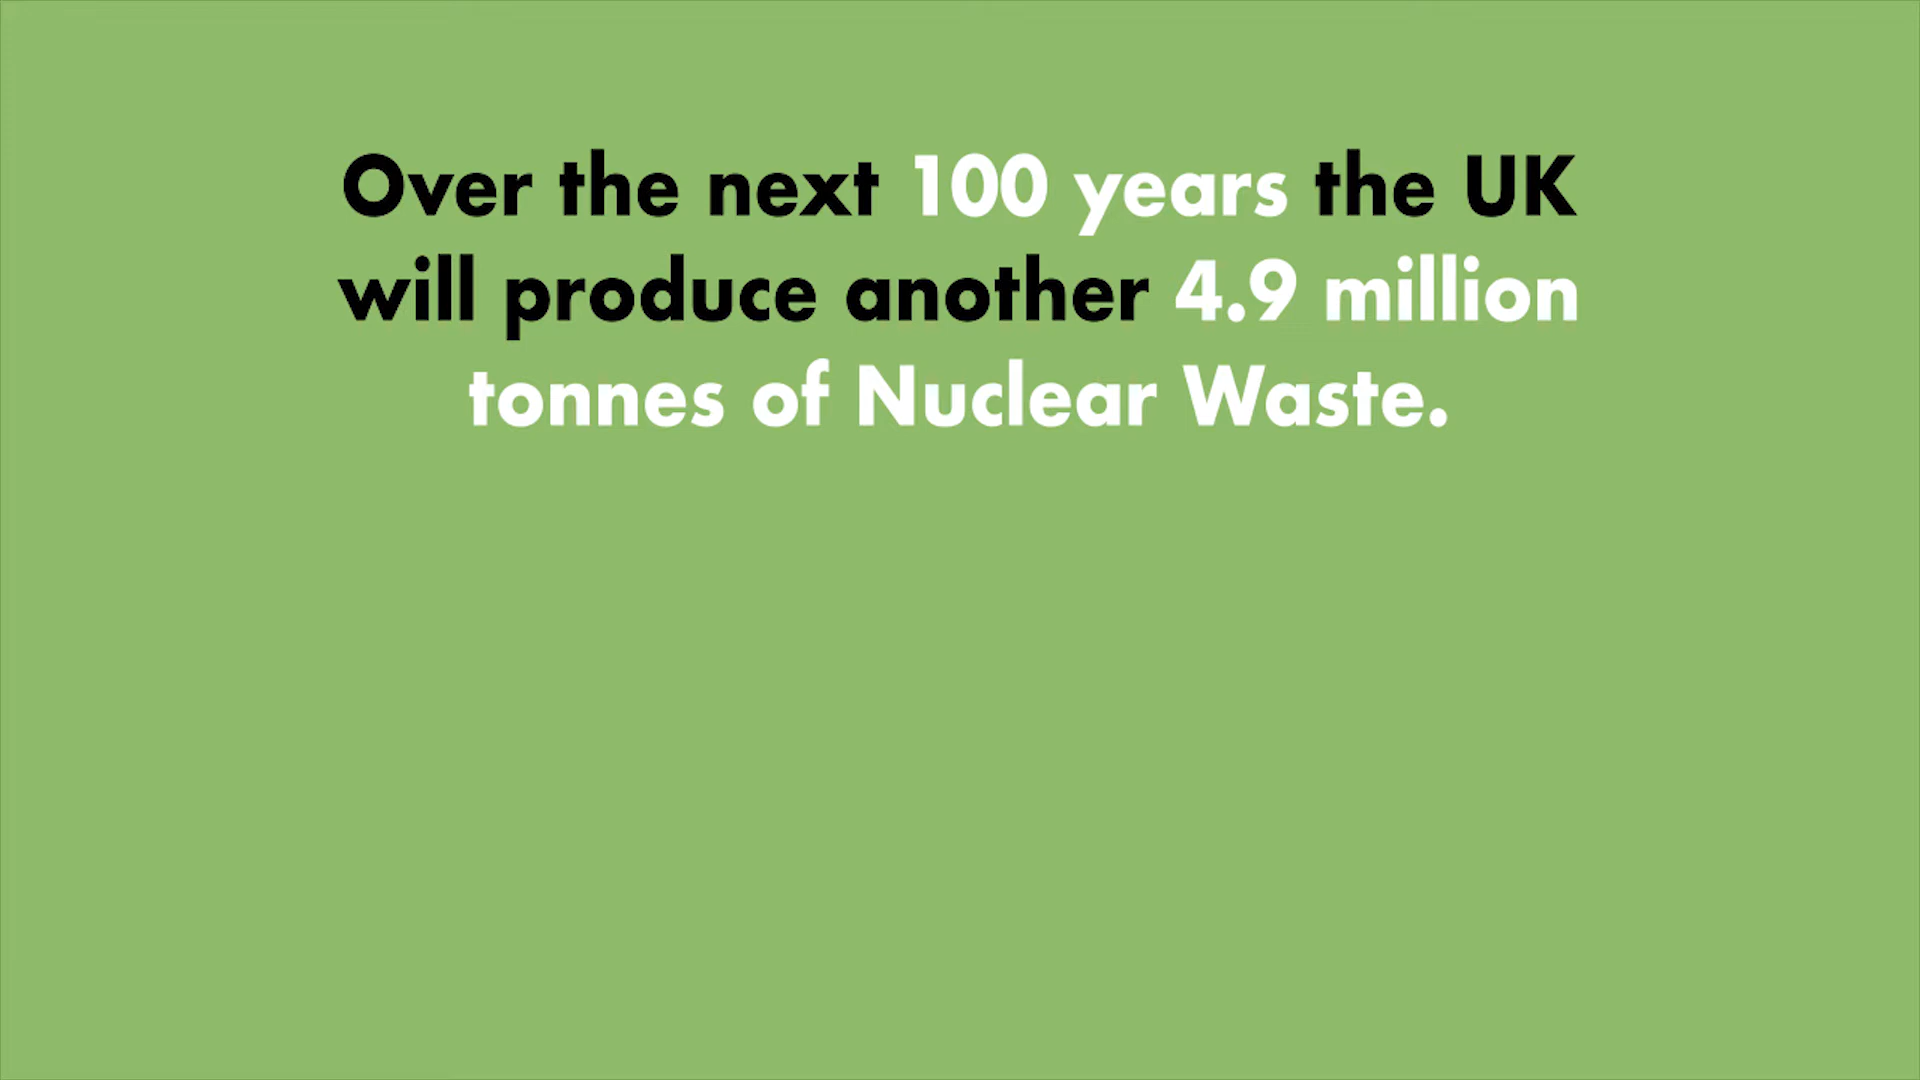 Over the next 100 years the UK
will produce another 4.9 million
tonnes of Nuclear Waste.